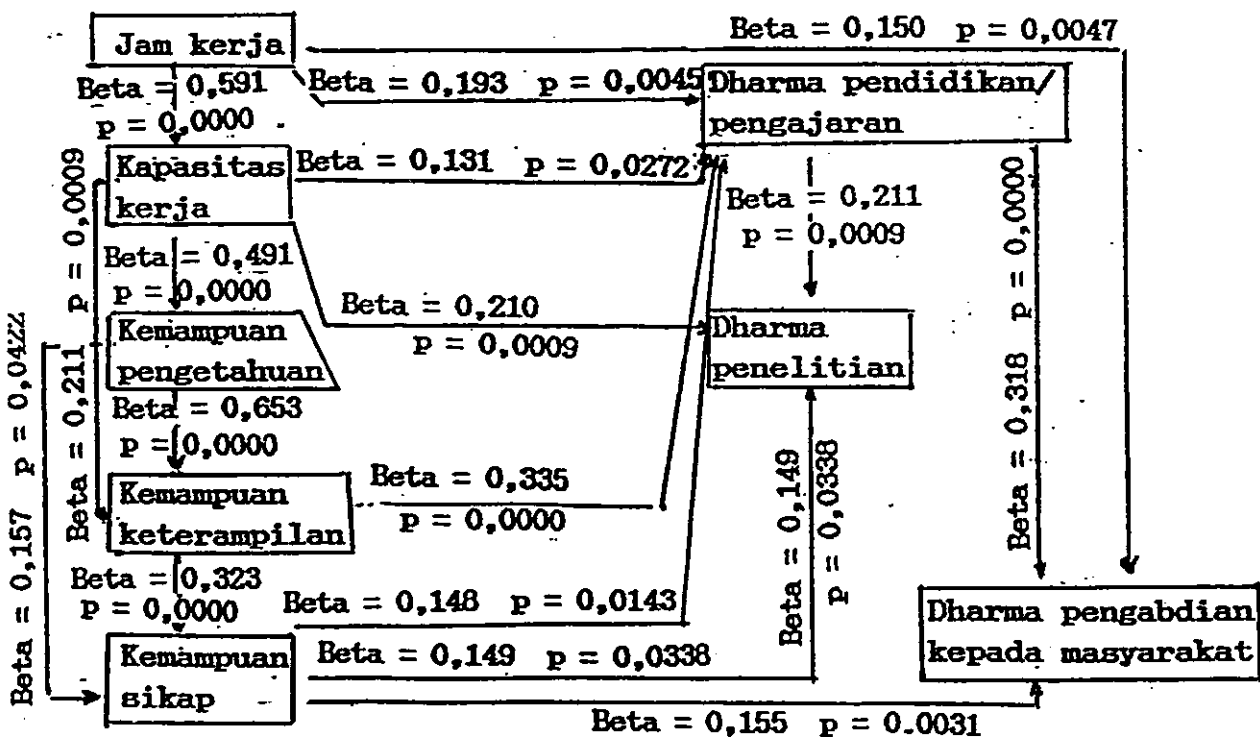 Beta = 0,150 p = 0,0047
Jam kerja
Beta = 0,591
p = 0,0000
Beta = 0,193 p = 0,0045
Dharma pendidikan/
pengajaran
Kapasitas
kerja
Beta = 0,131 p = 0,0272
Beta = 0,211 p = 0,0009
Beta = 0,211
p = 0,0009
Beta = 0,318 p = 0,0000
Beta = 0,491
p = 0,0000
Beta = 0,210
p = 0,0009
Dharma
penelitian
Kemampuan
pengetahuan
Beta = 0,157 p = 0,0422
Beta = 0,653
p = 0,0000
Kemampuan
keterampilan
Beta = 0,335
p = 0,0000
Beta = 0,149
p = 0,0338
Beta = 0,323
p = 0,0000
Beta = 0,148 p = 0,0143
Dharma pengabdian
kepada masyarakat
Kemampuan
sikap
Beta = 0,149 p = 0,0338
Beta = 0,155 p = 0.0031